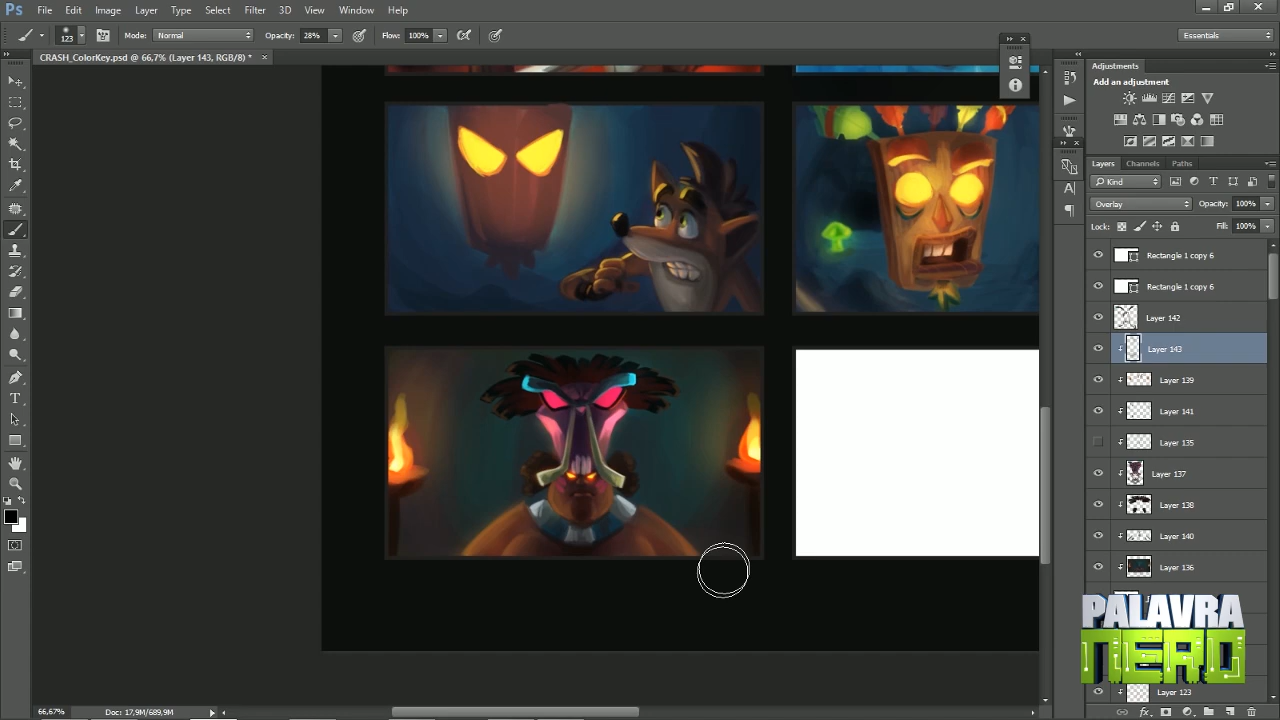 Ps File Edit Image Layer Type Select Filter 3D View Window Help
123 Mode: Normal Opacity: 28% Flow: 100% Essentials
CRASH_ColorKey.psd @ 66,7% (Layer 143, RGB/8) * ×
Adjustments
Add an adjustment
Layers Channels Paths
Kind
Overlay Opacity: 100%
Lock: Fill: 100%
Rectangle 1 copy 6
Rectangle 1 copy 6
Layer 142
Layer 143
Layer 139
Layer 141
Layer 135
Layer 137
Layer 138
Layer 140
Layer 136
PALAVRA
NERD
Layer 123
66,67% Doc: 17,9M/689,9M